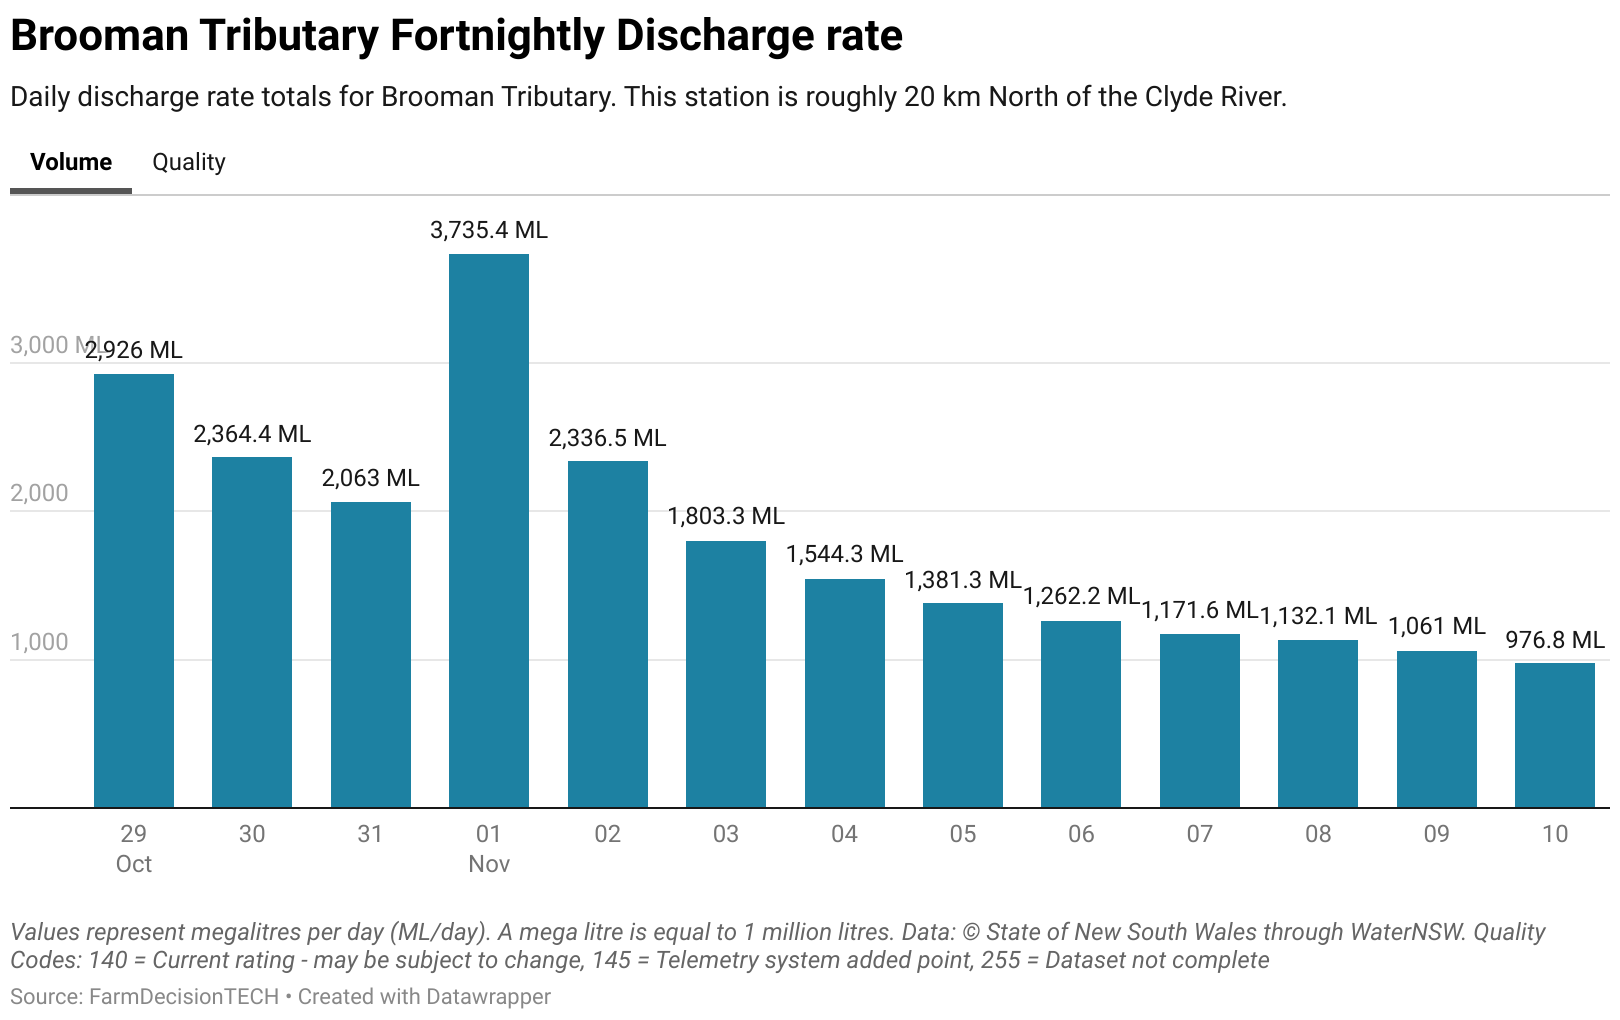 Brooman Tributary Fortnightly Discharge rate
Daily discharge rate totals for Brooman Tributary. This station is roughly 20 km North of the Clyde River.
Volume Quality
3,735.4 ML
3,000 ML
2,926 ML
2,364.4 ML
2,336.5 ML
2,063 ML
2,000
1,803.3 ML
1,544.3 ML
1,381.3 ML
1,262.2 ML
1,171.6 ML
1,132.1 ML
1,061 ML
976.8 ML
1,000
29 30 31 01 02 03 04 05 06 07 08 09 10
Oct Nov
Values represent megalitres per day (ML/day). A mega litre is equal to 1 million litres. Data: © State of New South Wales through WaterNSW. Quality
Codes: 140 = Current rating - may be subject to change, 145 = Telemetry system added point, 255 = Dataset not complete
Source: FarmDecisionTECH • Created with Datawrapper